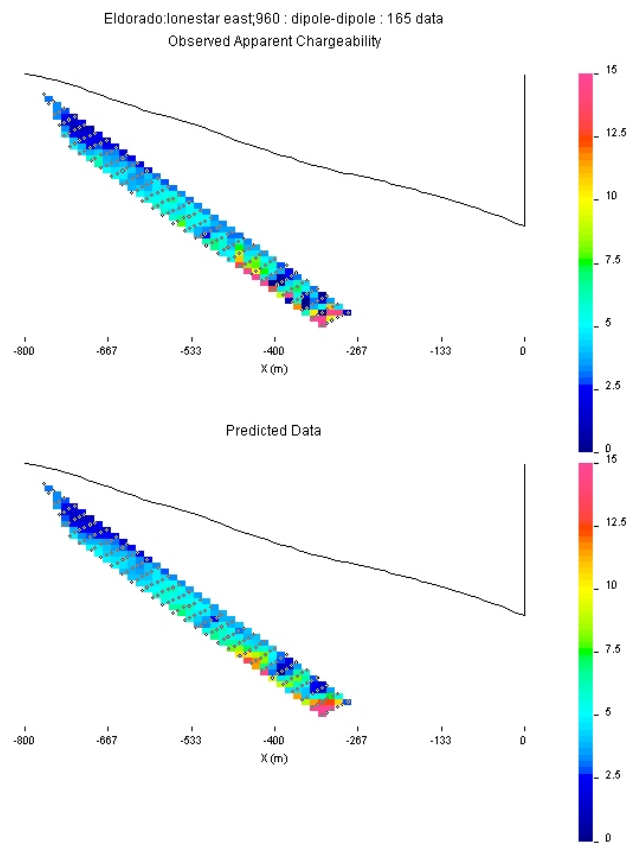 Eldorado:lonestar east;960 : dipole-dipole : 165 data
Observed Apparent Chargeability
15
12.5
10
7.5
5
2.5
0
-800 -667 -533 -400 -267 -133 0
X (m)
Predicted Data
15
12.5
10
7.5
5
2.5
0
-800 -667 -533 -400 -267 -133 0
X (m)